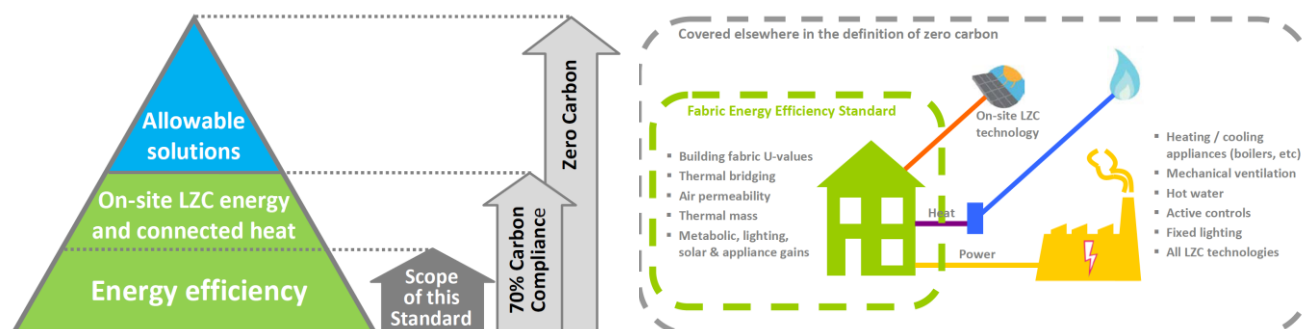 Allowable
solutions
On-site LZC energy
and connected heat
Energy efficiency
Scope
of this
Standard
70% Carbon
Compliance
Zero Carbon
Covered elsewhere in the definition of zero carbon
Fabric Energy Efficiency Standard
▪ Building fabric U-values
▪ Thermal bridging
▪ Air permeability
▪ Thermal mass
▪ Metabolic, lighting,
solar & appliance gains
On-site LZC
technology
Heat
Power
▪ Heating / cooling
appliances (boilers, etc)
▪ Mechanical ventilation
▪ Hot water
▪ Active controls
▪ Fixed lighting
▪ All LZC technologies